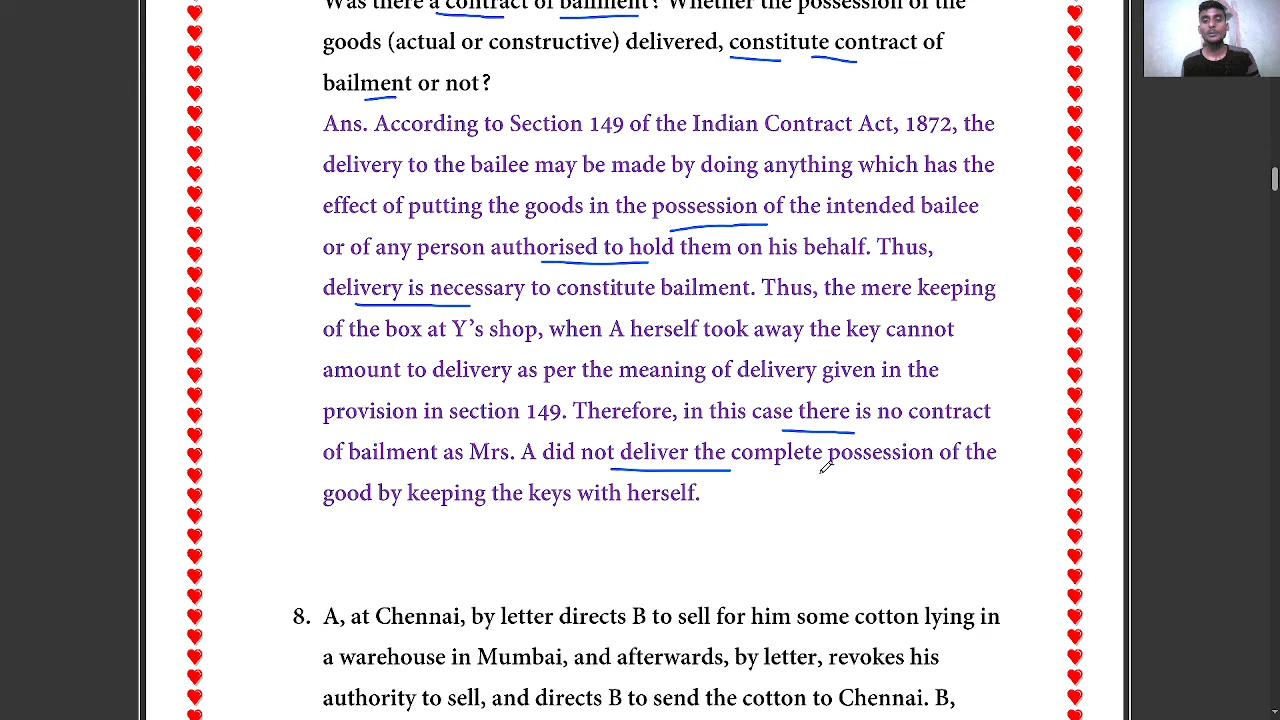 Was there a contract of bailment? Whether the possession of the
goods (actual or constructive) delivered, constitute contract of
bailment or not?
Ans. According to Section 149 of the Indian Contract Act, 1872, the
delivery to the bailee may be made by doing anything which has the
effect of putting the goods in the possession of the intended bailee
or of any person authorised to hold them on his behalf. Thus,
delivery is necessary to constitute bailment. Thus, the mere keeping
of the box at Y’s shop, when A herself took away the key cannot
amount to delivery as per the meaning of delivery given in the
provision in section 149. Therefore, in this case there is no contract
of bailment as Mrs. A did not deliver the complete possession of the
good by keeping the keys with herself.
8. A, at Chennai, by letter directs B to sell for him some cotton lying in
a warehouse in Mumbai, and afterwards, by letter, revokes his
authority to sell, and directs B to send the cotton to Chennai. B,